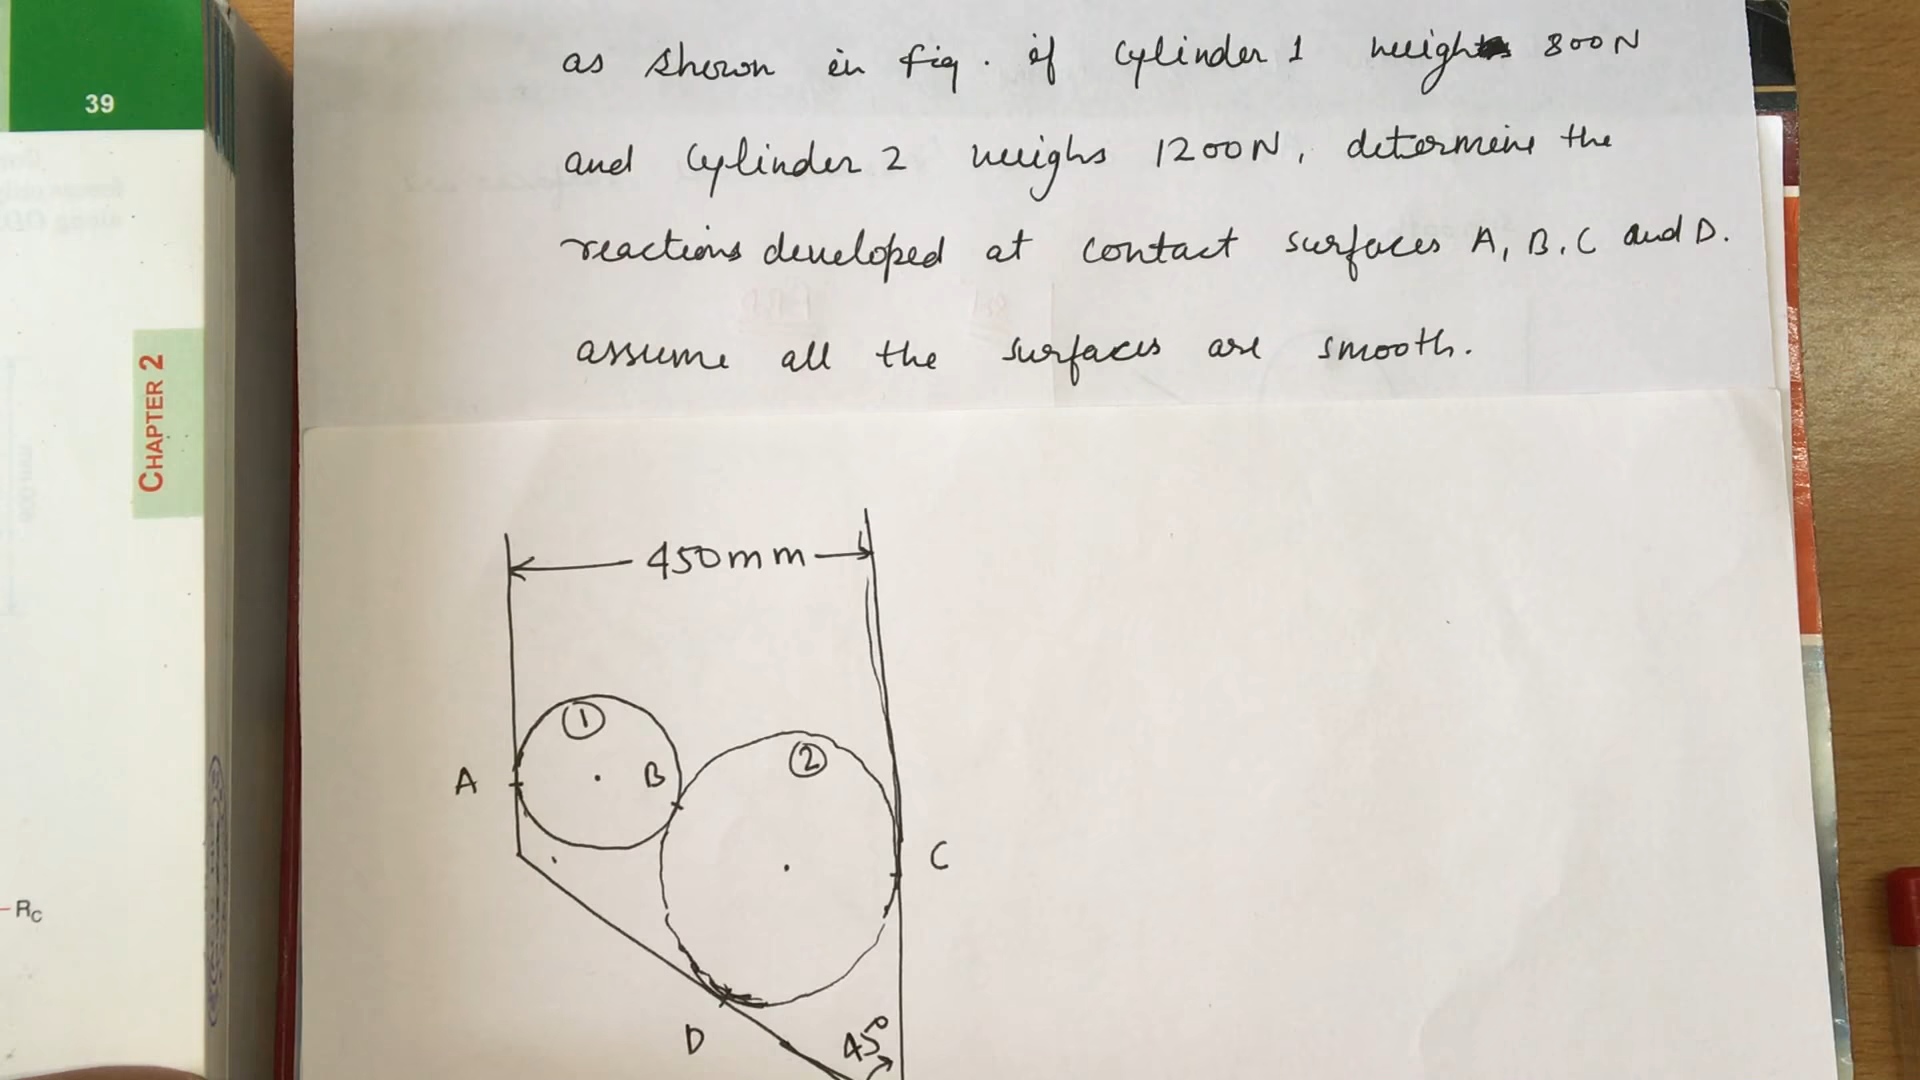 39
CHAPTER 2
Rc
as shown in fig. if cylinder 1 weighs 800N
and cylinder 2 weighs 1200N, determine the
reactions developed at contact surfaces A, B, C and D.
assume all the surfaces are smooth.
450mm
1
2
A
B
C
D
45°